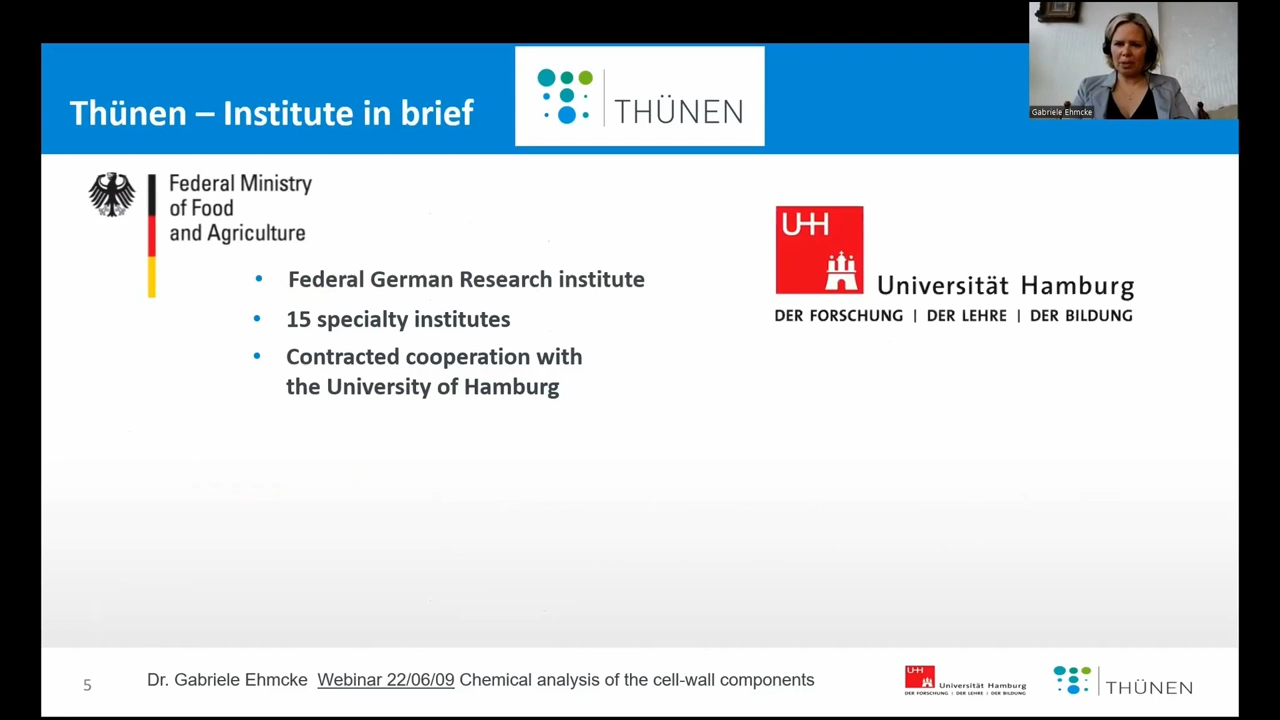 Thünen – Institute in brief
THÜNEN
Gabriele Ehmcke
Federal Ministry
of Food
and Agriculture
• Federal German Research institute
• 15 specialty institutes
• Contracted cooperation with
the University of Hamburg
UHH
Universität Hamburg
DER FORSCHUNG | DER LEHRE | DER BILDUNG
5
Dr. Gabriele Ehmcke Webinar 22/06/09 Chemical analysis of the cell-wall components
UHH
Universität Hamburg
DER FORSCHUNG | DER LEHRE | DER BILDUNG
THÜNEN